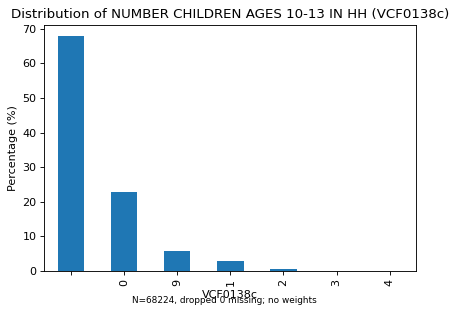 Distribution of NUMBER CHILDREN AGES 10-13 IN HH (VCF0138c)
Percentage (%)
70
60
50
40
30
20
10
0
0 9 1 2 3 4
VCF0138c
N=68224, dropped 0 missing; no weights